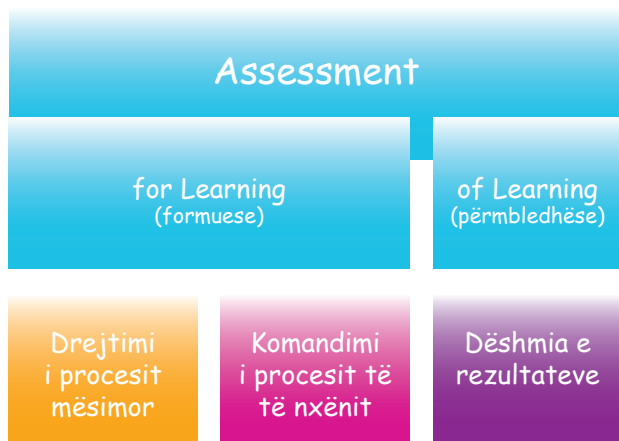 Assessment
for Learning
(formuese)
of Learning
(përmbledhëse)
Drejtimi
i procesit
mësimor
Komandimi
i procesit të
të nxënit
Dëshmia e
rezultateve